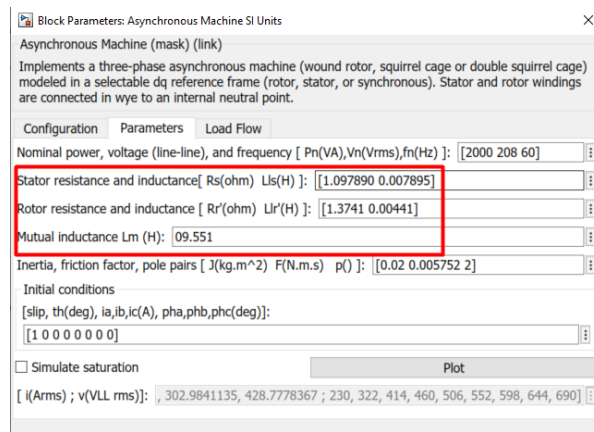 Block Parameters: Asynchronous Machine SI Units
Asynchronous Machine (mask) (link)
Implements a three-phase asynchronous machine (wound rotor, squirrel cage or double squirrel cage)
modeled in a selectable dq reference frame (rotor, stator, or synchronous). Stator and rotor windings
are connected in wye to an internal neutral point.
Configuration Parameters Load Flow
Nominal power, voltage (line-line), and frequency [ Pn(VA),Vn(Vrms),fn(Hz) ]: [2000 208 60]
Stator resistance and inductance[ Rs(ohm) Lls(H) ]: [1.097890 0.007895]
Rotor resistance and inductance [ Rr'(ohm) Llr'(H) ]: [1.3741 0.00441]
Mutual inductance Lm (H): 09.551
Inertia, friction factor, pole pairs [ J(kg.m^2) F(N.m.s) p() ]: [0.02 0.005752 2]
Initial conditions
[slip, th(deg), ia,ib,ic(A), pha,phb,phc(deg)]:
[1 0 0 0 0 0 0 0]
Simulate saturation Plot
[ i(Arms) ; v(VLL rms)]: , 302.9841135, 428.7778367 ; 230, 322, 414, 460, 506, 552, 598, 644, 690]